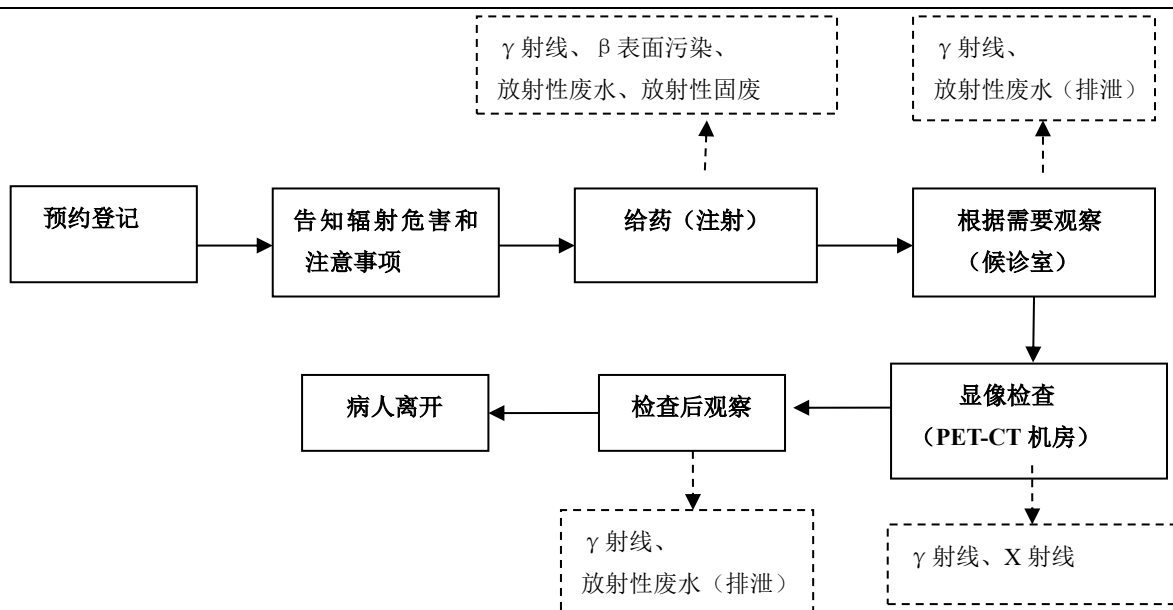 γ射线、β表面污染、
放射性废水、放射性固废
γ射线、
放射性废水（排泄）
预约登记
告知辐射危害和
注意事项
给药（注射）
根据需要观察
（候诊室）
病人离开
检查后观察
显像检查
（PET-CT 机房）
γ射线、
放射性废水（排泄）
γ射线、X 射线